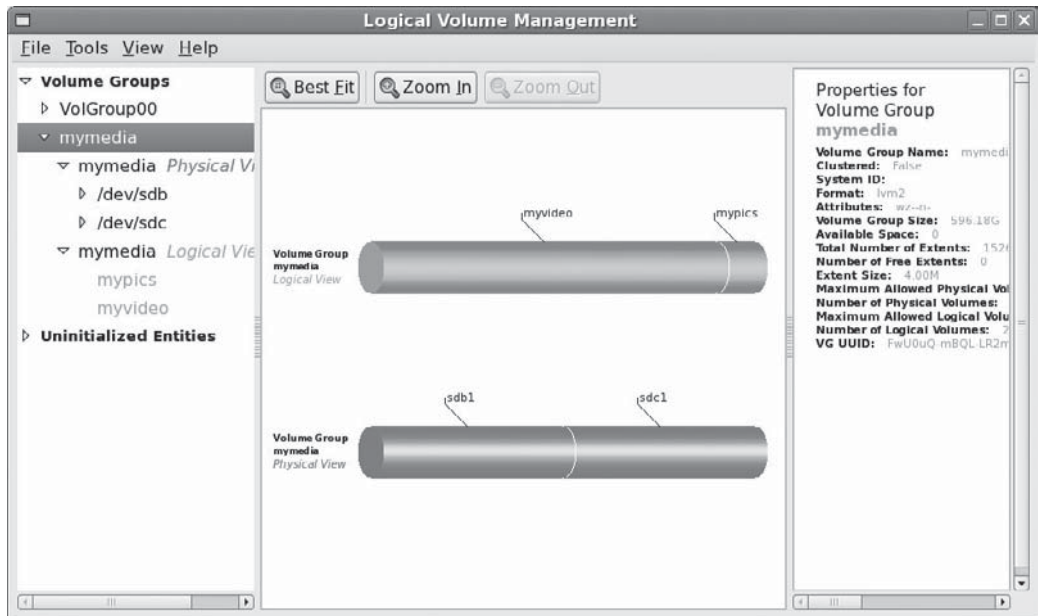 Logical Volume Management
File Tools View Help
Volume Groups
VolGroup00
mymedia
mymedia Physical Vi
/dev/sdb
/dev/sdc
mymedia Logical Vie
mypics
myvideo
Uninitialized Entities
Best Fit Zoom In Zoom Out
myvideo mypics
Volume Group
mymedia
Logical View
sdb1 sdc1
Volume Group
mymedia
Physical View
Properties for
Volume Group
mymedia
Volume Group Name: mymedi
Clustered: False
System ID:
Format: lvm2
Attributes: wz--n-
Volume Group Size: 596.18G
Available Space: 0
Total Number of Extents: 1526
Number of Free Extents: 0
Extent Size: 4.00M
Maximum Allowed Physical Vol
Number of Physical Volumes:
Maximum Allowed Logical Volu
Number of Logical Volumes: 2
VG UUID: FwU0uQ-mBQL-LR2m